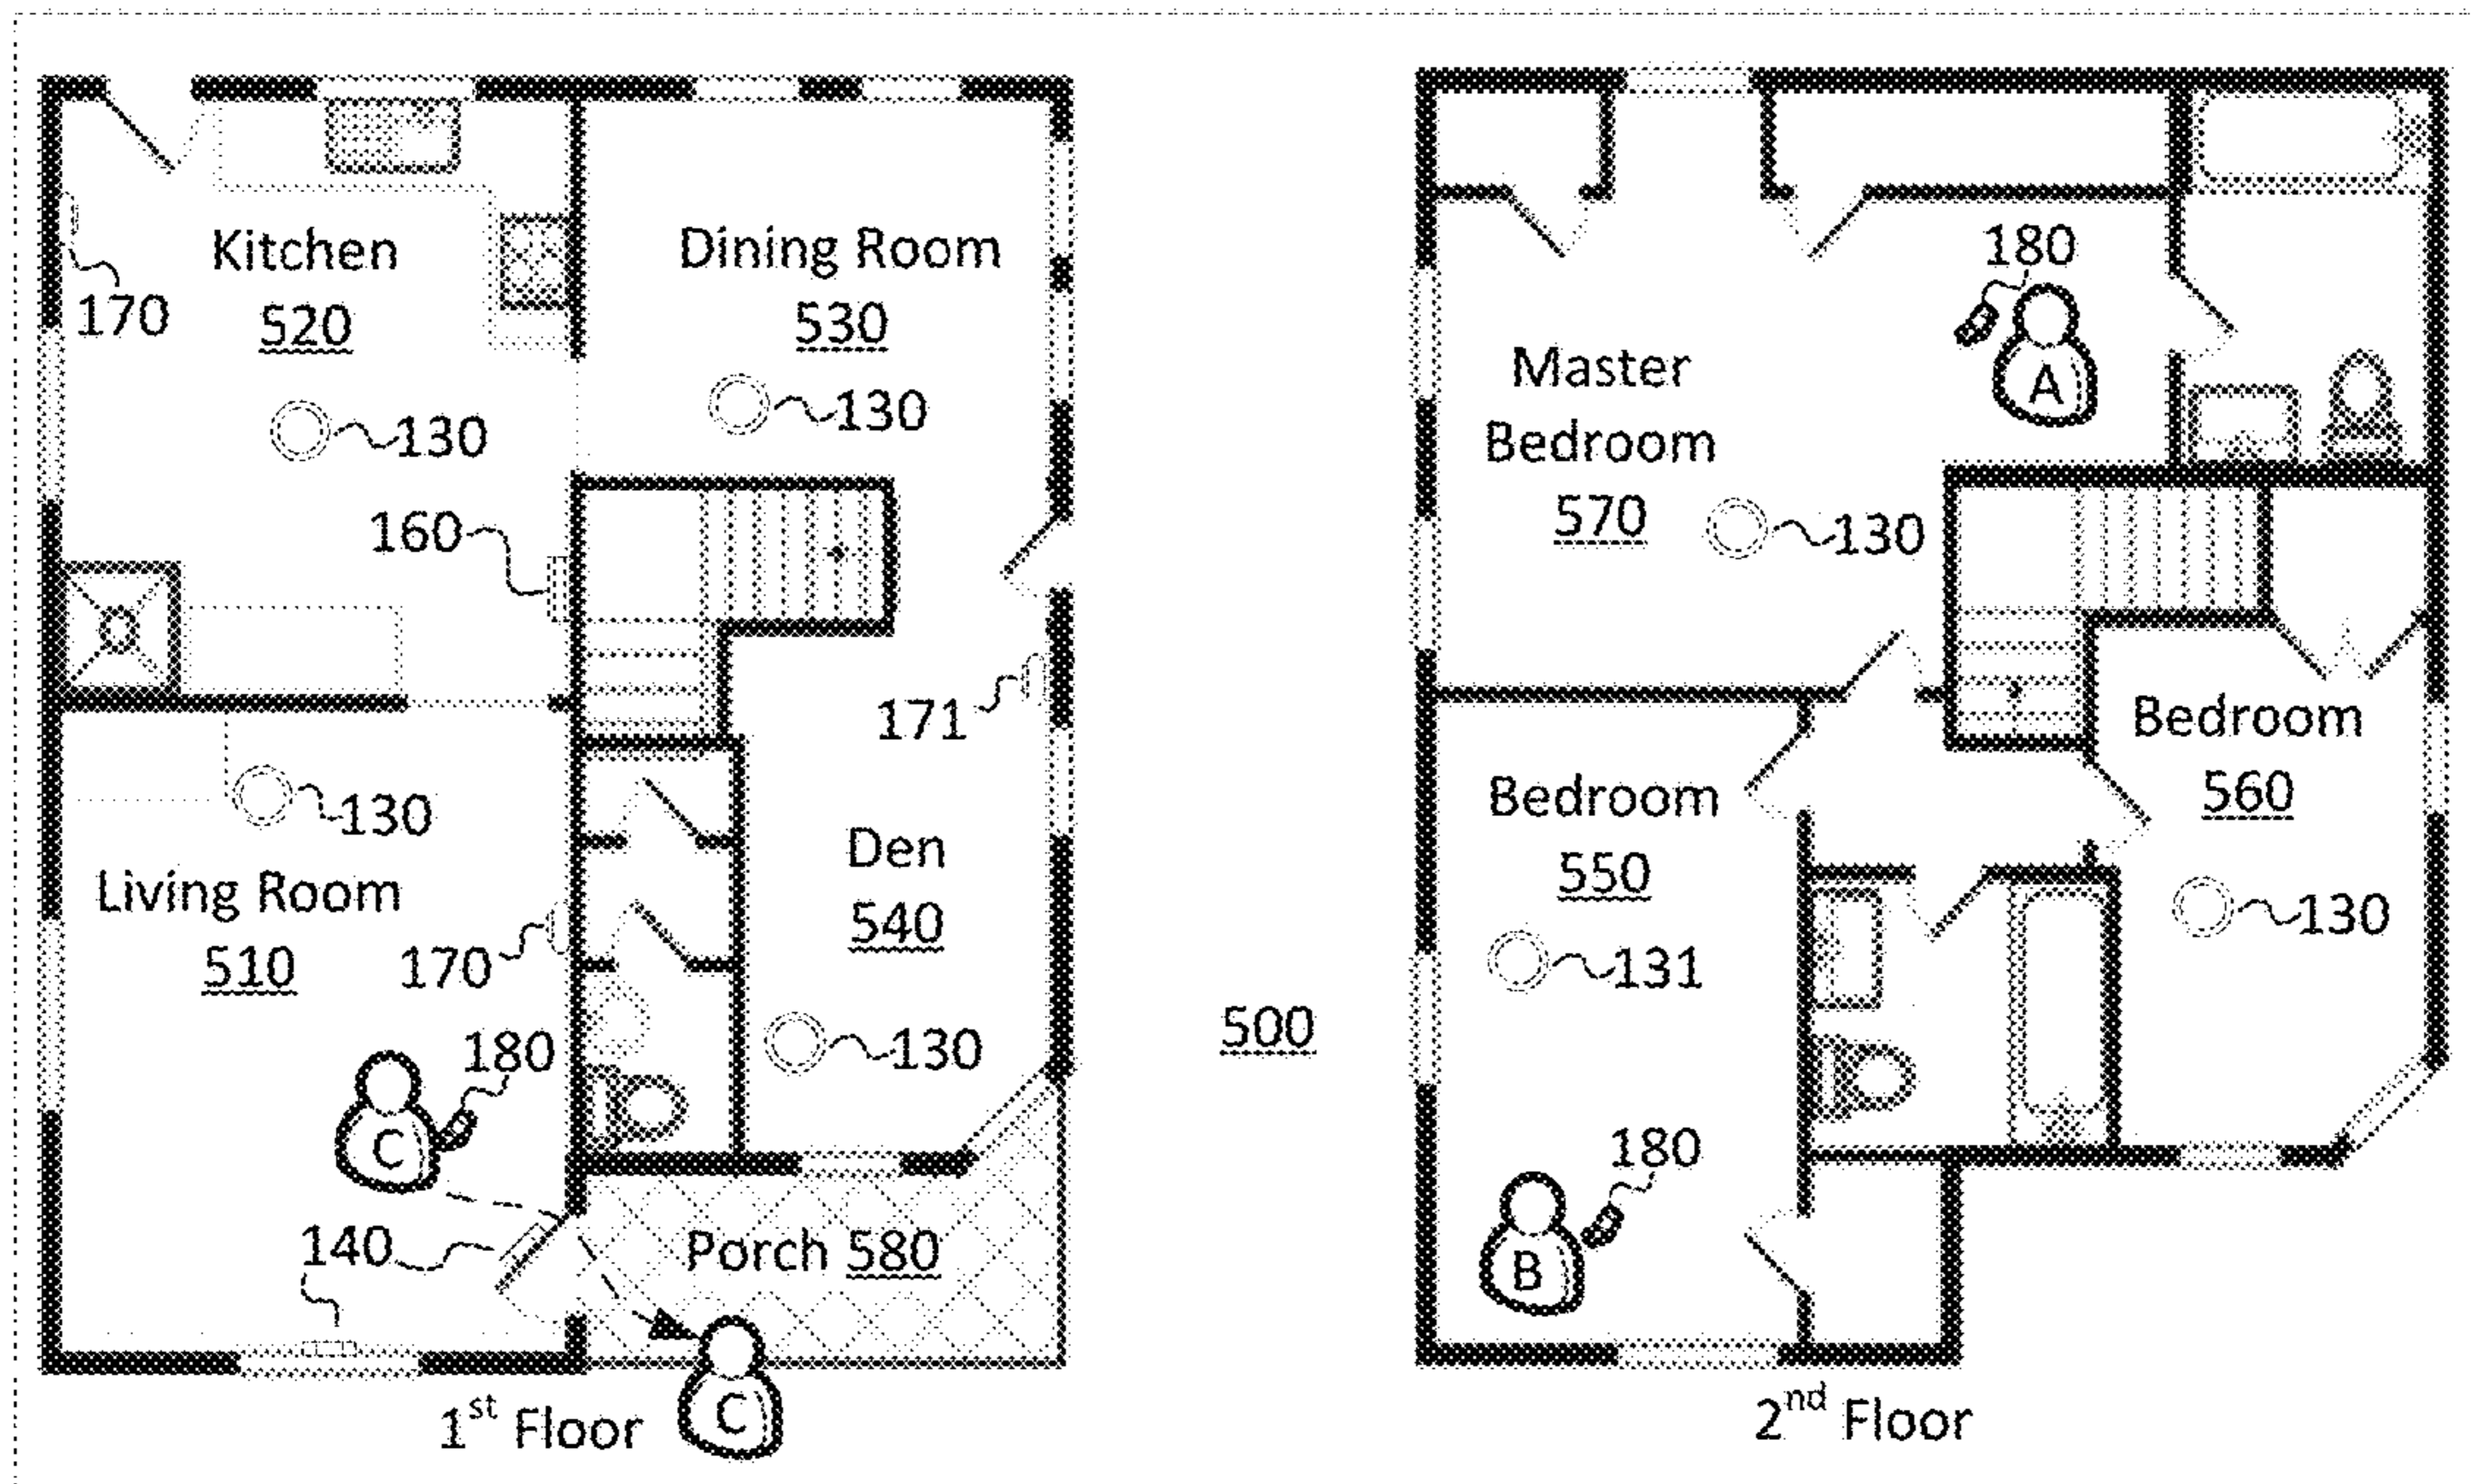 Kitchen
520
170
130
Dining Room
530
130
160
171
130
Living Room
510
170
Den
540
130
180
C
140
Porch 580
C
1st Floor
500
180
A
Master
Bedroom
570
130
Bedroom
560
130
Bedroom
550
131
180
B
2nd Floor